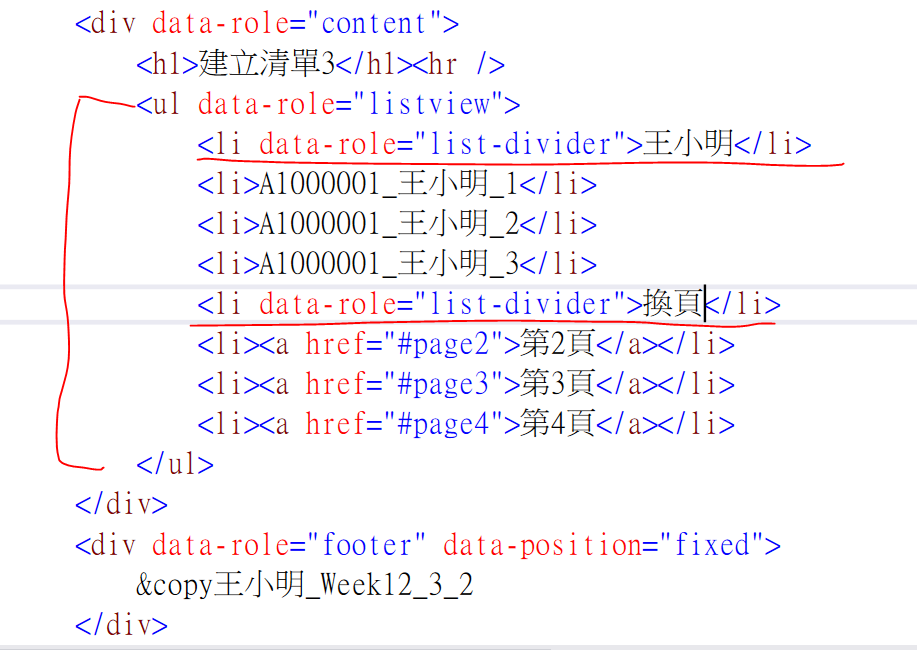 <div data-role="content">
<h1>建立清單3</h1><hr />
<ul data-role="listview">
<li data-role="list-divider">王小明</li>
<li>A1000001_王小明_1</li>
<li>A1000001_王小明_2</li>
<li>A1000001_王小明_3</li>
<li data-role="list-divider">換頁</li>
<li><a href="#page2">第2頁</a></li>
<li><a href="#page3">第3頁</a></li>
<li><a href="#page4">第4頁</a></li>
</ul>
</div>
<div data-role="footer" data-position="fixed">
&copy王小明_Week12_3_2
</div>